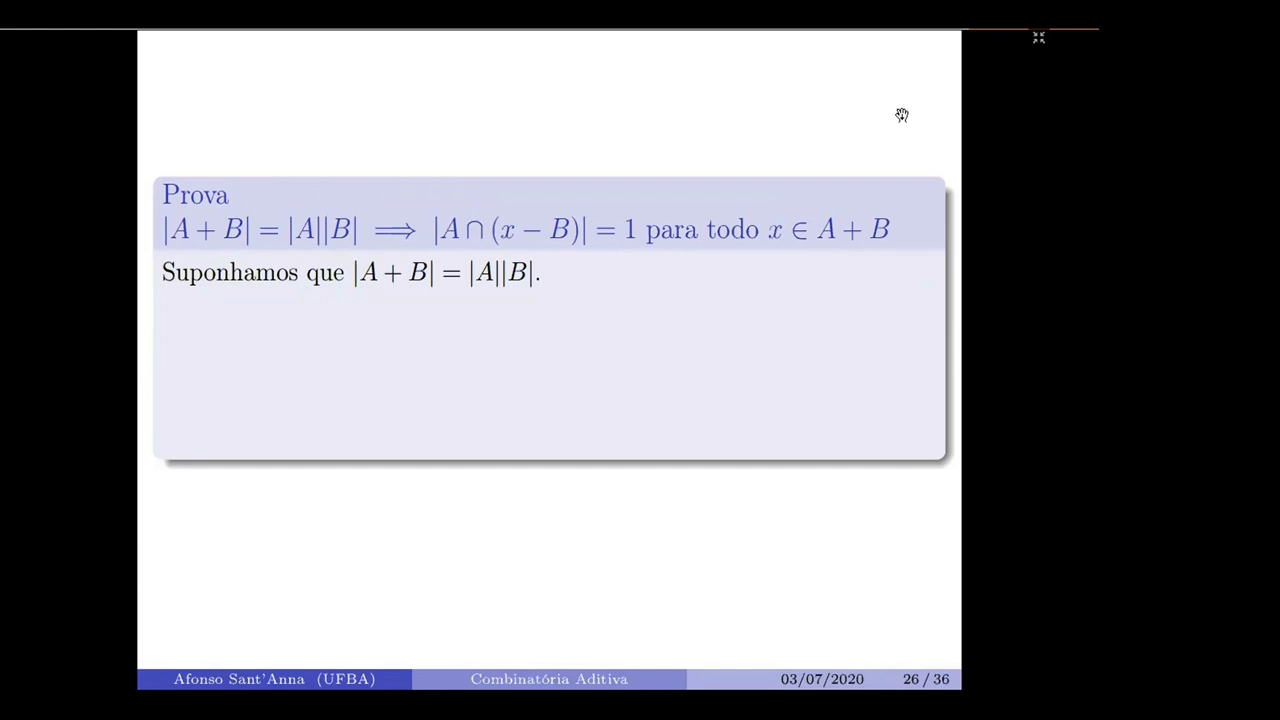 Prova
|A + B| = |A||B| ⟹ |A ∩ (x − B)| = 1 para todo x ∈ A + B
Suponhamos que |A + B| = |A||B|.
Afonso Sant'Anna (UFBA) Combinatória Aditiva 03/07/2020 26 / 36